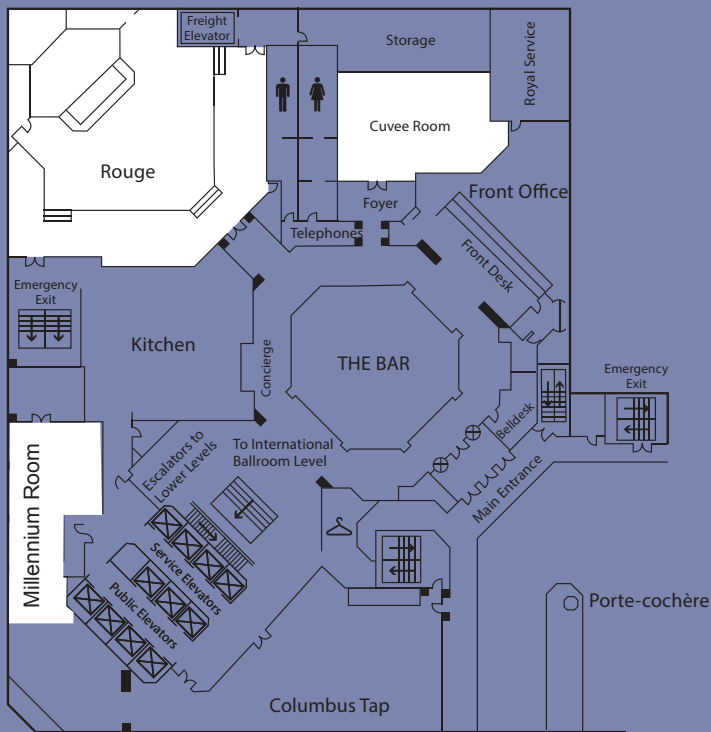 Freight
Elevator
Storage
Royal Service
Cuvee Room
Rouge
Foyer
Front Office
Telephones
Front Desk
Emergency
Exit
Kitchen
Concierge
THE BAR
Emergency
Exit
Belldesk
To International
Ballroom Level
Escalators to
Lower Levels
Main Entrance
Millennium Room
Service Elevators
Public Elevators
Porte-cochère
Columbus Tap